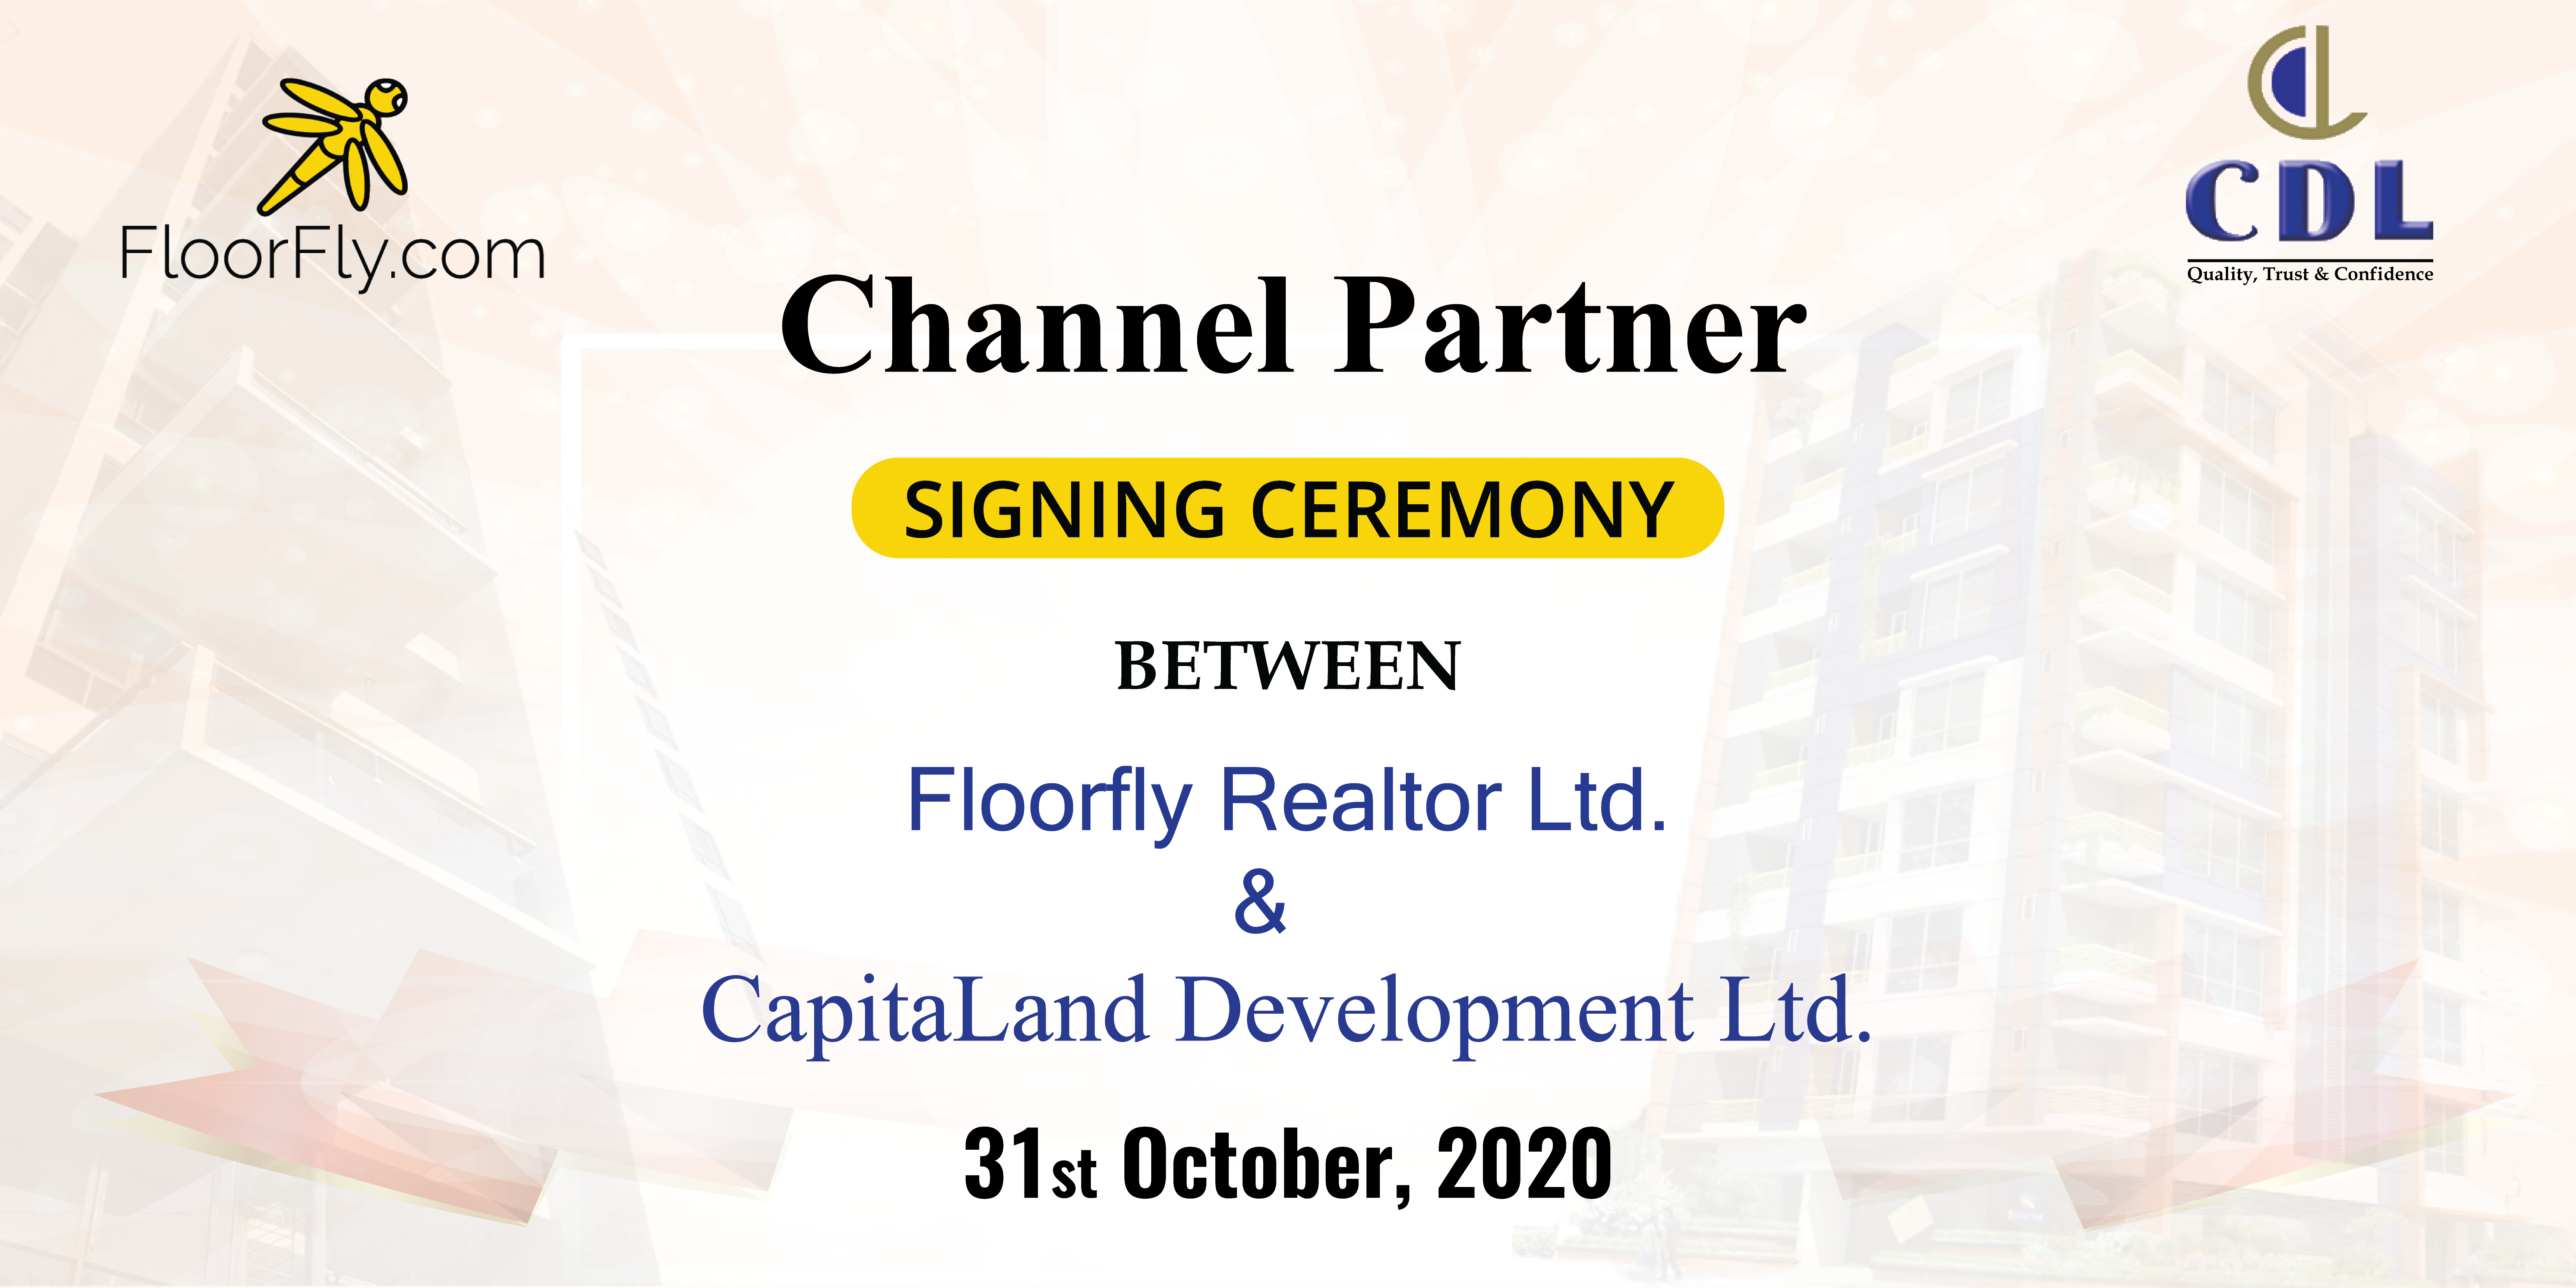 FloorFly.com
CDL
Quality, Trust & Confidence
Channel Partner
SIGNING CEREMONY
BETWEEN
Floorfly Realtor Ltd.
&
CapitaLand Development Ltd.
31st October, 2020